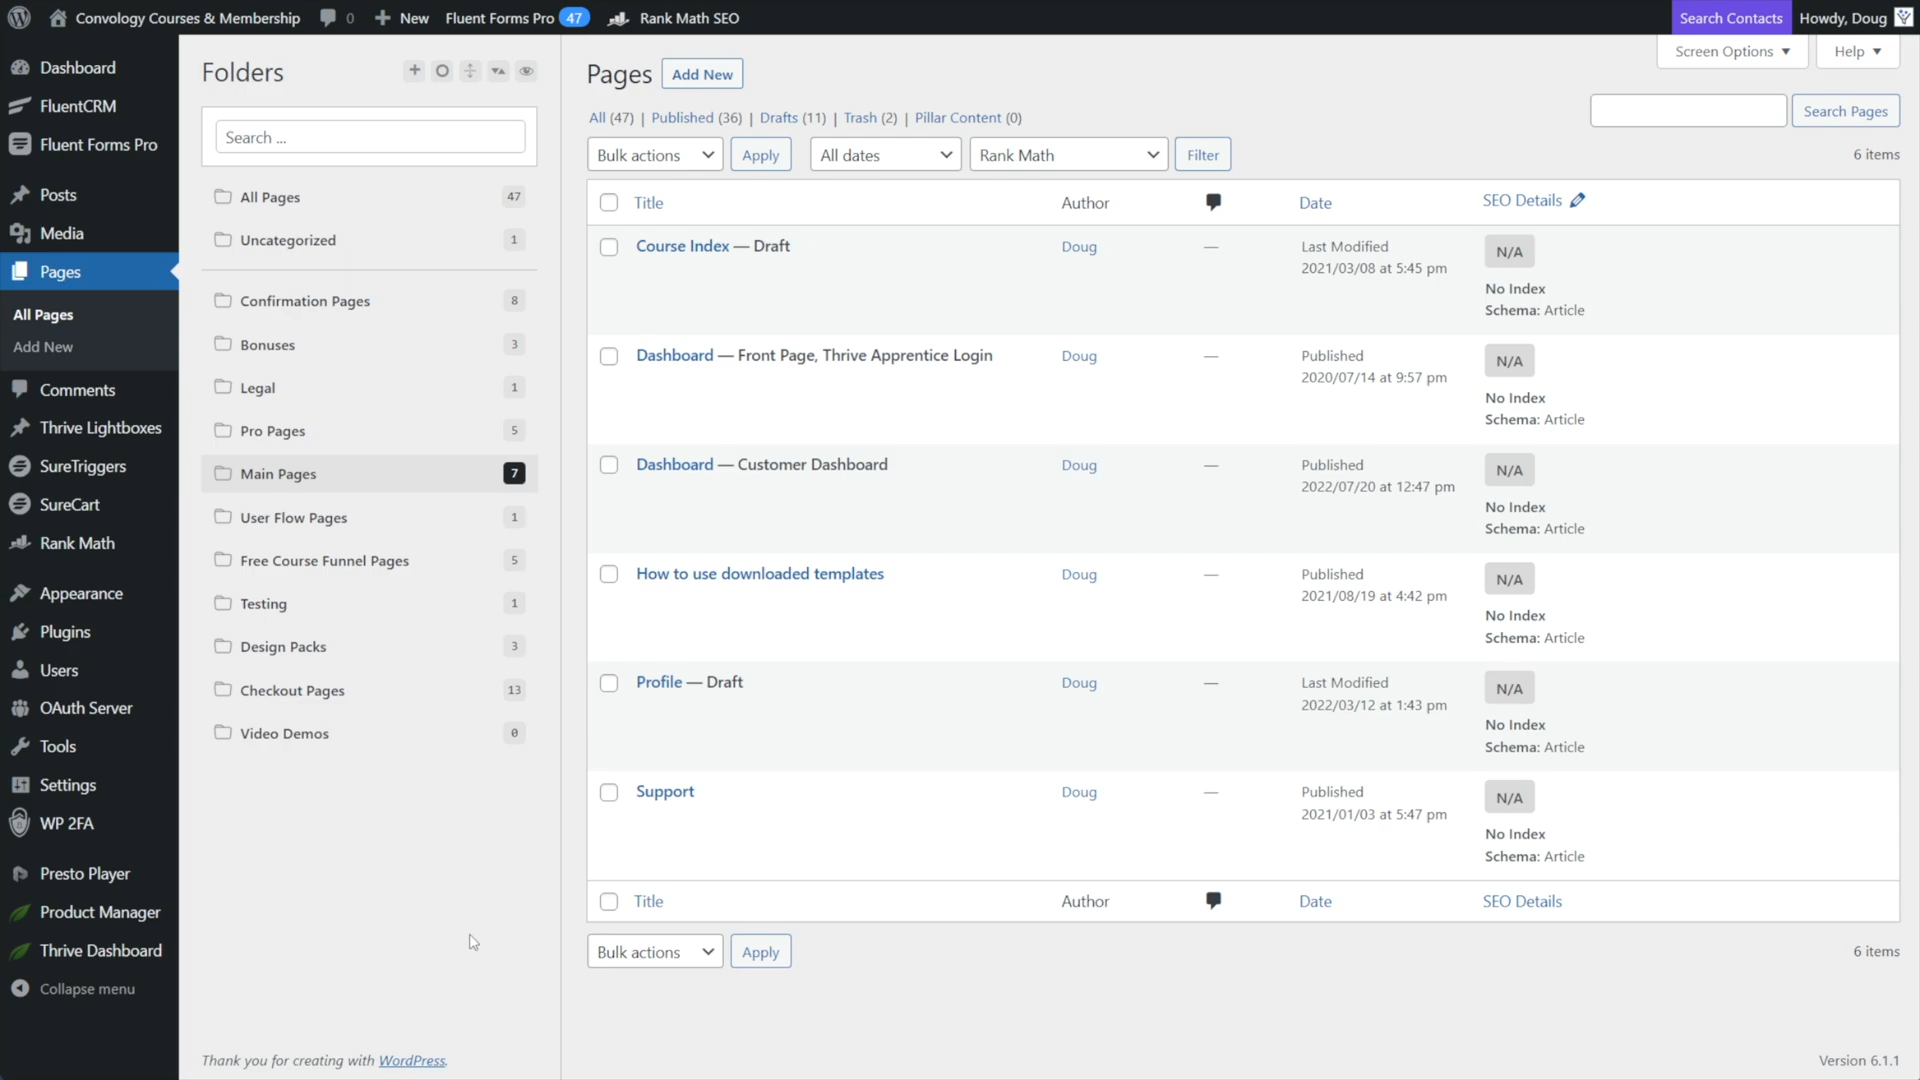 Convology Courses & Membership 0 New Fluent Forms Pro 47 Rank Math SEO Search Contacts Howdy, Doug
Dashboard
FluentCRM
Fluent Forms Pro
Posts
Media
Pages
All Pages
Add New
Comments
Thrive Lightboxes
SureTriggers
SureCart
Rank Math
Appearance
Plugins
Users
OAuth Server
Tools
Settings
WP 2FA
Presto Player
Product Manager
Thrive Dashboard
Collapse menu
Folders
Search ...
All Pages 47
Uncategorized 1
Confirmation Pages 8
Bonuses 3
Legal 1
Pro Pages 5
Main Pages 7
User Flow Pages 1
Free Course Funnel Pages 5
Testing 1
Design Packs 3
Checkout Pages 13
Video Demos 0
Thank you for creating with WordPress.
Screen Options Help
Pages Add New
All (47) | Published (36) | Drafts (11) | Trash (2) | Pillar Content (0)
Search Pages
Bulk actions Apply All dates Rank Math Filter 6 items
Title Author Date SEO Details
Course Index — Draft Doug — Last Modified N/A
2021/03/08 at 5:45 pm
No Index
Schema: Article
Dashboard — Front Page, Thrive Apprentice Login Doug — Published N/A
2020/07/14 at 9:57 pm
No Index
Schema: Article
Dashboard — Customer Dashboard Doug — Published N/A
2022/07/20 at 12:47 pm
No Index
Schema: Article
How to use downloaded templates Doug — Published N/A
2021/08/19 at 4:42 pm
No Index
Schema: Article
Profile — Draft Doug — Last Modified N/A
2022/03/12 at 1:43 pm
No Index
Schema: Article
Support Doug — Published N/A
2021/01/03 at 5:47 pm
No Index
Schema: Article
Title Author Date SEO Details
Bulk actions Apply 6 items
Version 6.1.1